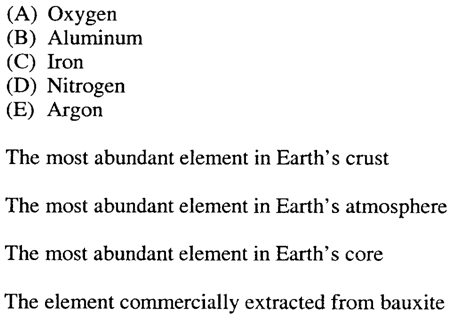 (A) Oxygen
(B) Aluminum
(C) Iron
(D) Nitrogen
(E) Argon
The most abundant element in Earth's crust
The most abundant element in Earth's atmosphere
The most abundant element in Earth's core
The element commercially extracted from bauxite